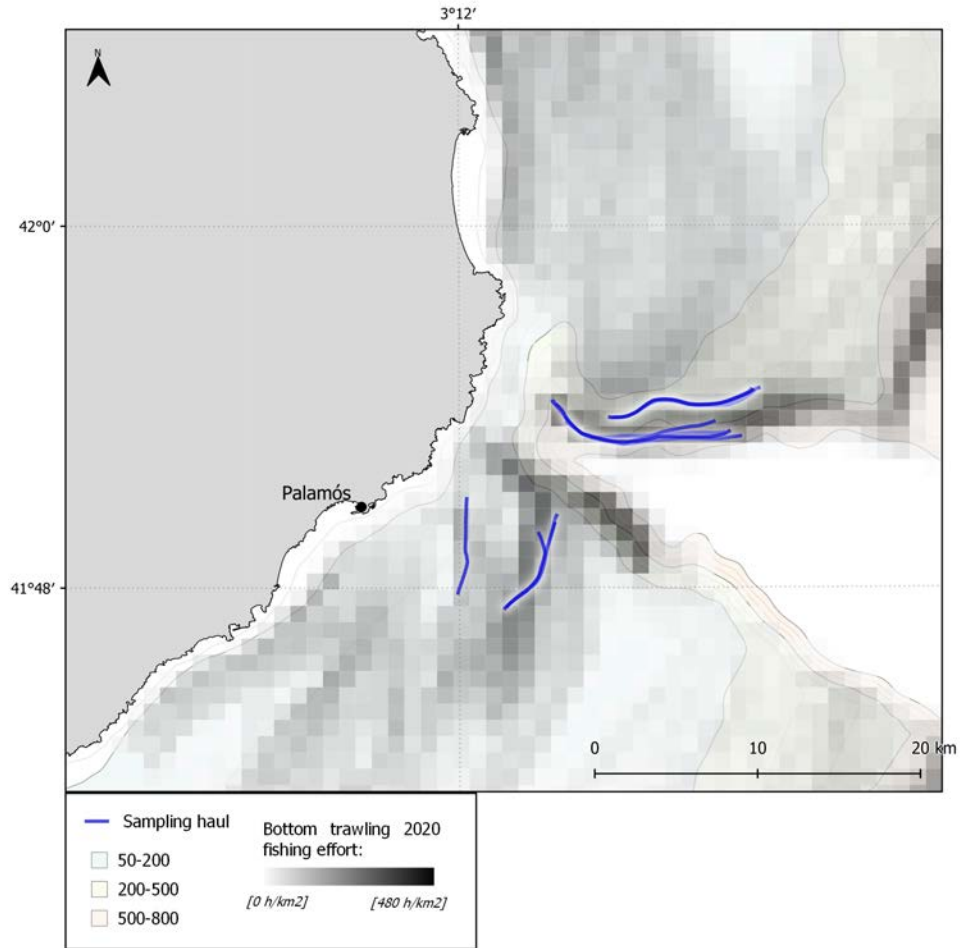 3°12'
N
42°0'
Palamós
41°48'
0 10 20 km
Sampling haul
50-200
200-500
500-800
Bottom trawling 2020
fishing effort:
[0 h/km2] [480 h/km2]